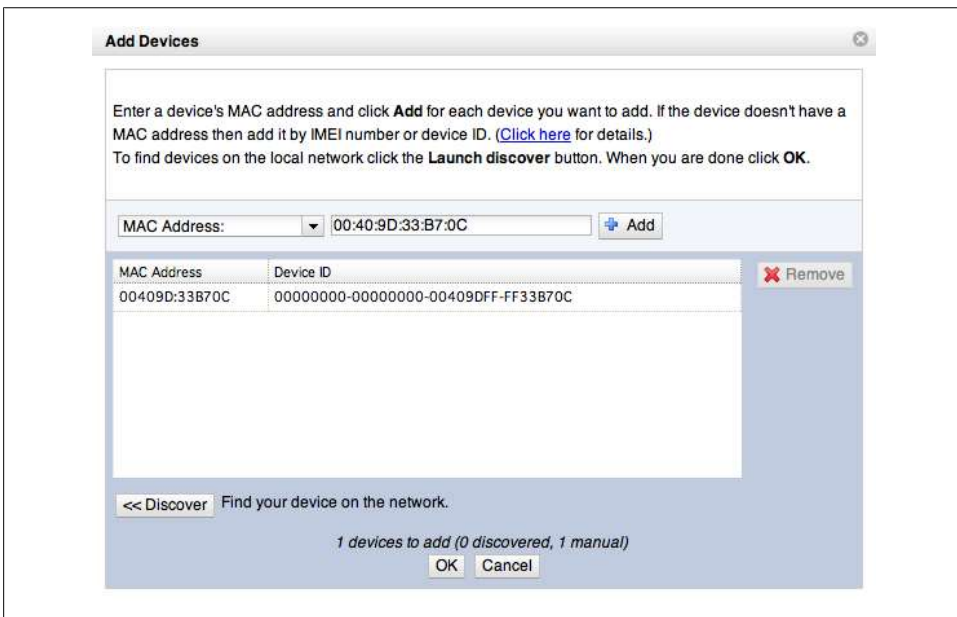 Add Devices
Enter a device's MAC address and click Add for each device you want to add. If the device doesn't have a
MAC address then add it by IMEI number or device ID. (Click here for details.)
To find devices on the local network click the Launch discover button. When you are done click OK.
MAC Address: 00:40:9D:33:B7:0C Add
MAC Address Device ID
Remove
00409D:33B70C 00000000-00000000-00409DFF-FF33B70C
<< Discover Find your device on the network.
1 devices to add (0 discovered, 1 manual)
OK Cancel